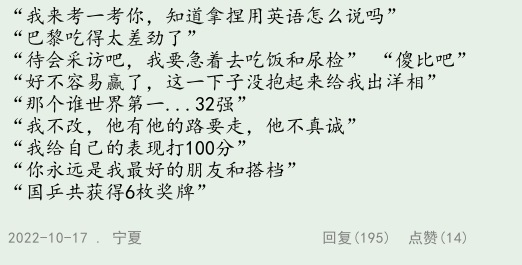 “我来考一考你，知道拿捏用英语怎么说吗”
“巴黎吃得太差劲了”
“待会采访吧，我要急着去吃饭和尿检” “傻比吧”
“好不容易赢了，这一下子没抱起来给我出洋相”
“那个谁世界第一...32强”
“我不改，他有他的路要走，他不真诚”
“我给自己的表现打100分”
“你永远是我最好的朋友和搭档”
“国乒共获得6枚奖牌”
2022-10-17 . 宁夏 回复(195) 点赞(14)